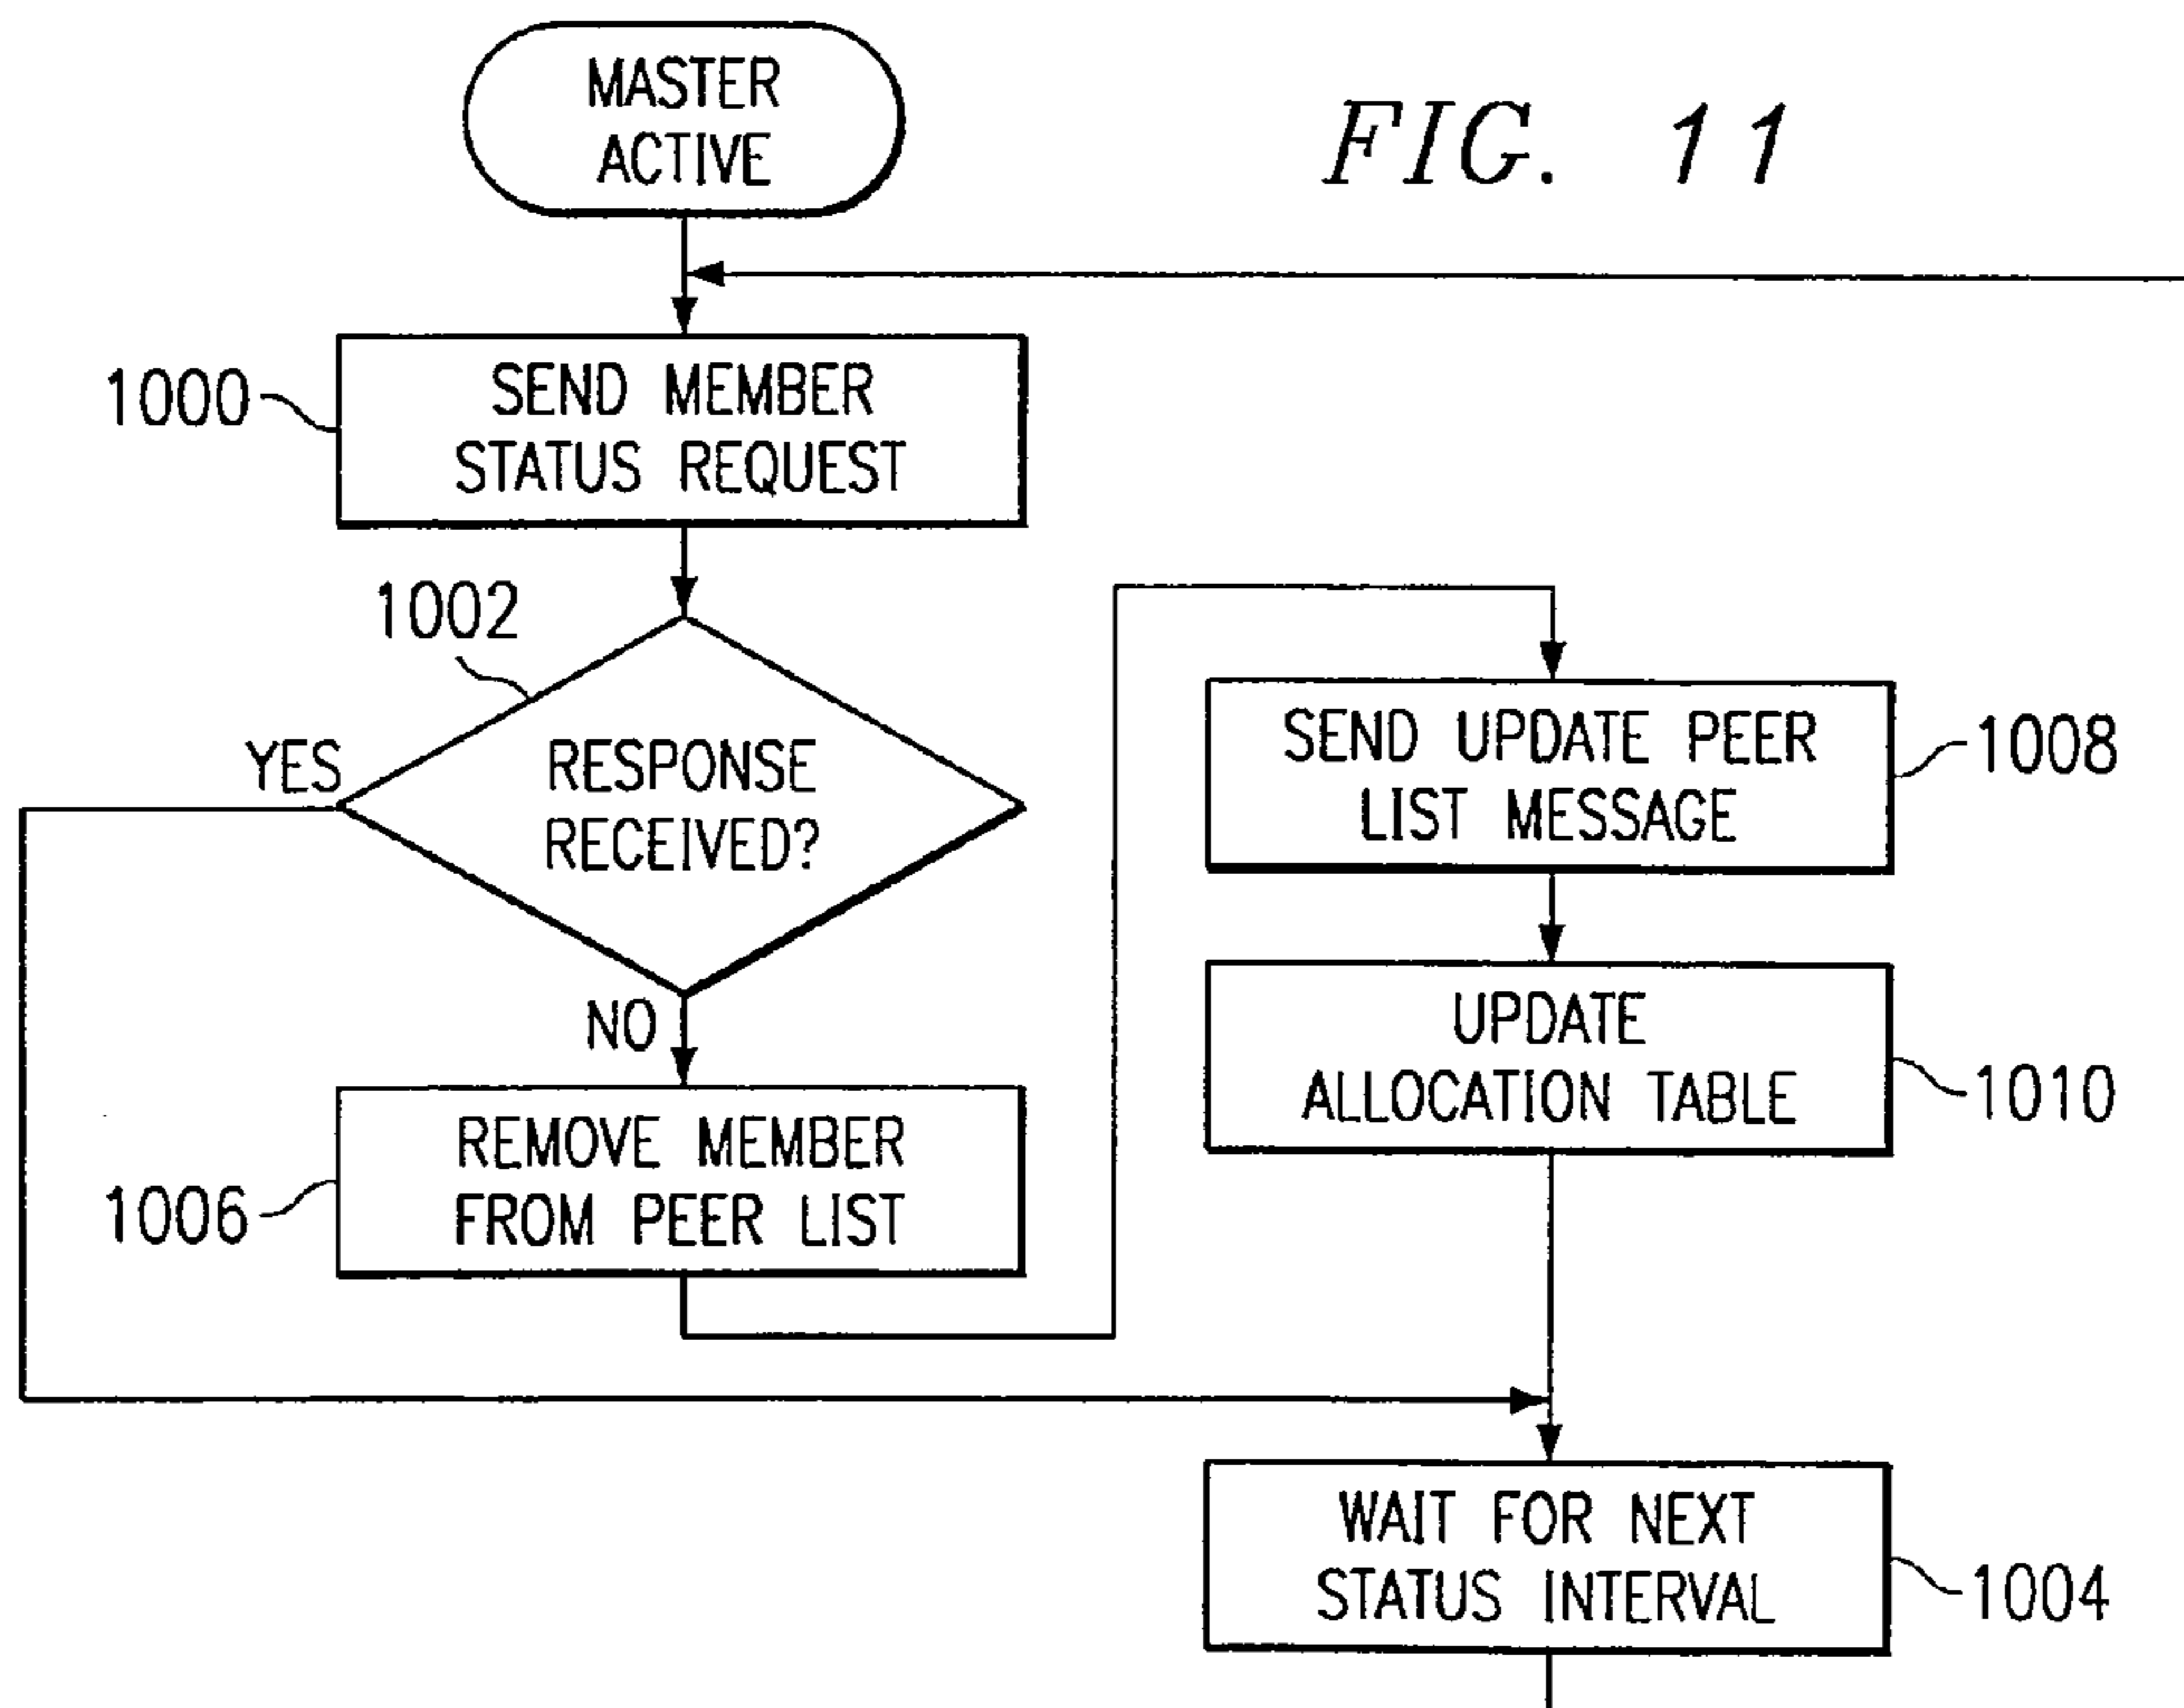 MASTER
ACTIVE
FIG. 11
1000
SEND MEMBER
STATUS REQUEST
1002
YES
RESPONSE
RECEIVED?
NO
1006
REMOVE MEMBER
FROM PEER LIST
SEND UPDATE PEER
LIST MESSAGE
1008
UPDATE
ALLOCATION TABLE
1010
WAIT FOR NEXT
STATUS INTERVAL
1004